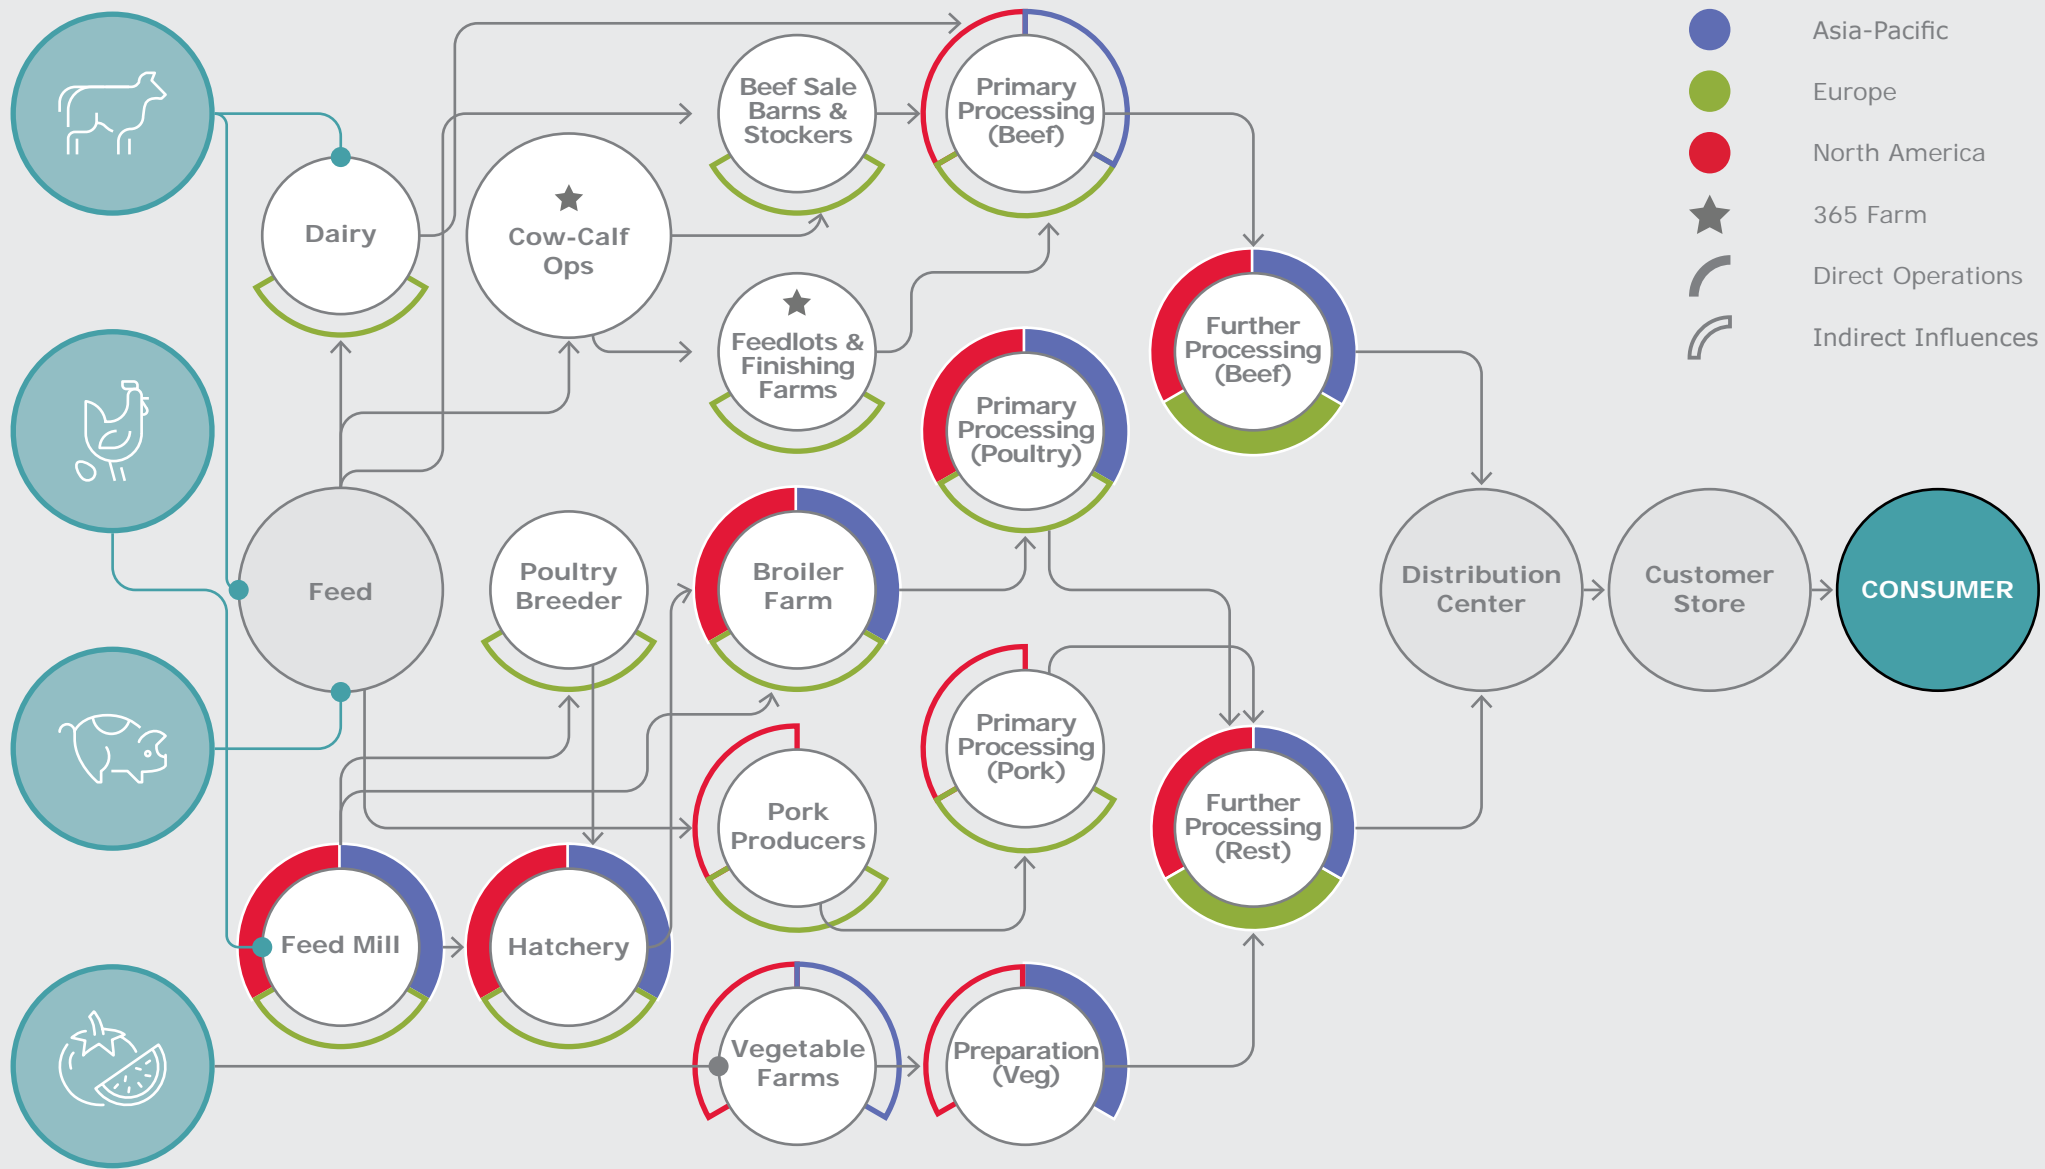 Asia-Pacific
Europe
North America
365 Farm
Direct Operations
Indirect Influences
Beef Sale
Barns &
Stockers
Primary
Processing
(Beef)
Dairy
Cow-Calf
Ops
Feedlots &
Finishing
Farms
Further
Processing
(Beef)
Primary
Processing
(Poultry)
Feed
Poultry
Breeder
Broiler
Farm
Distribution
Center
Customer
Store
CONSUMER
Primary
Processing
(Pork)
Pork
Producers
Further
Processing
(Rest)
Feed Mill
Hatchery
Vegetable
Farms
Preparation
(Veg)